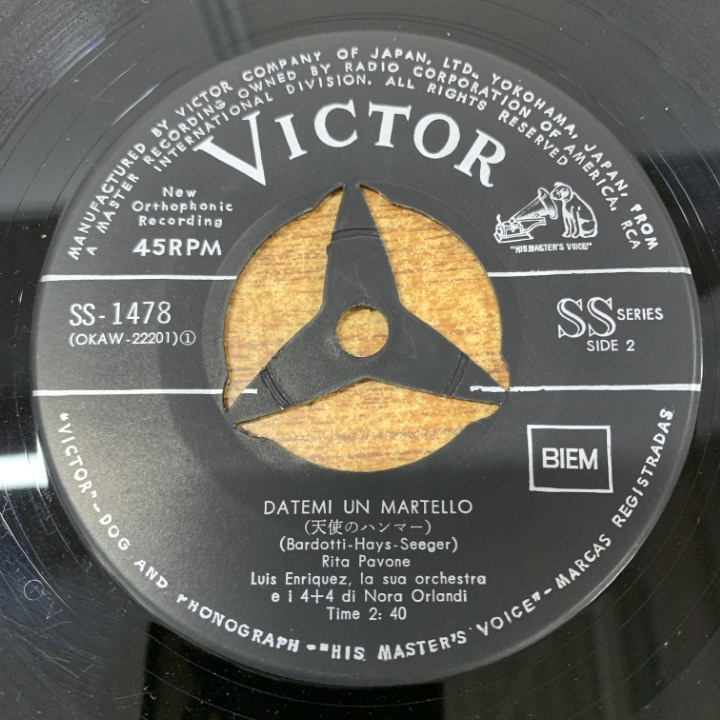 MANUFACTURED BY VICTOR COMPANY OF JAPAN, LTD., YOKOHAMA, JAPAN, FROM
A MASTER RECORDING OWNED BY RADIO CORPORATION OF AMERICA, RCA
INTERNATIONAL DIVISION. ALL RIGHTS RESERVED
VICTOR
New
Orthophonic
Recording
45RPM
"HIS MASTER'S VOICE"
SS-1478
(OKAW-22201)①
SS SERIES
SIDE 2
BIEM
DATEMI UN MARTELLO
(天使のハンマー)
(Bardotti-Hays-Seeger)
Rita Pavone
Luis Enriquez, la sua orchestra
e i 4+4 di Nora Orlandi
Time 2: 40
"VICTOR"-DOG AND PHONOGRAPH-"HIS MASTER'S VOICE"-MARCAS REGISTRADAS